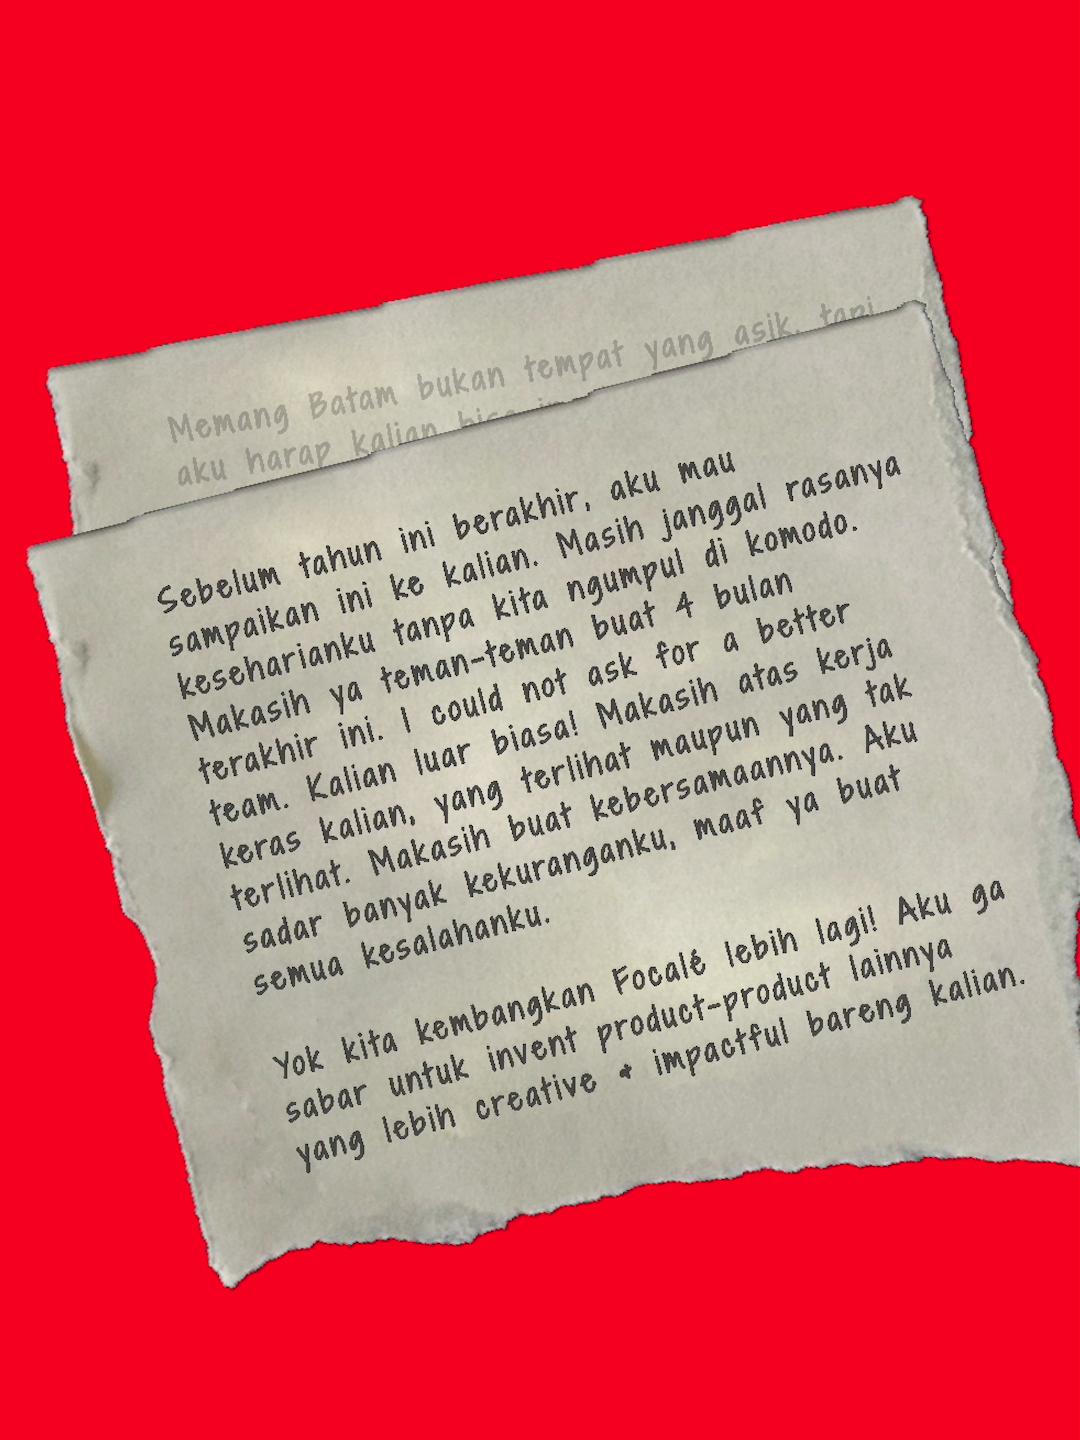 Memang Batam bukan tempat yang asik, tapi
aku harap kalian bisa
Sebelum tahun ini berakhir, aku mau
sampaikan ini ke kalian. Masih janggal rasanya
keseharianku tanpa kita ngumpul di komodo.
Makasih ya teman-teman buat 4 bulan
terakhir ini. I could not ask for a better
team. Kalian luar biasa! Makasih atas kerja
keras kalian, yang terlihat maupun yang tak
terlihat. Makasih buat kebersamaannya. Aku
sadar banyak kekuranganku, maaf ya buat
semua kesalahanku.
Yok kita kembangkan Focalé lebih lagi! Aku ga
sabar untuk invent product-product lainnya
yang lebih creative & impactful bareng kalian.